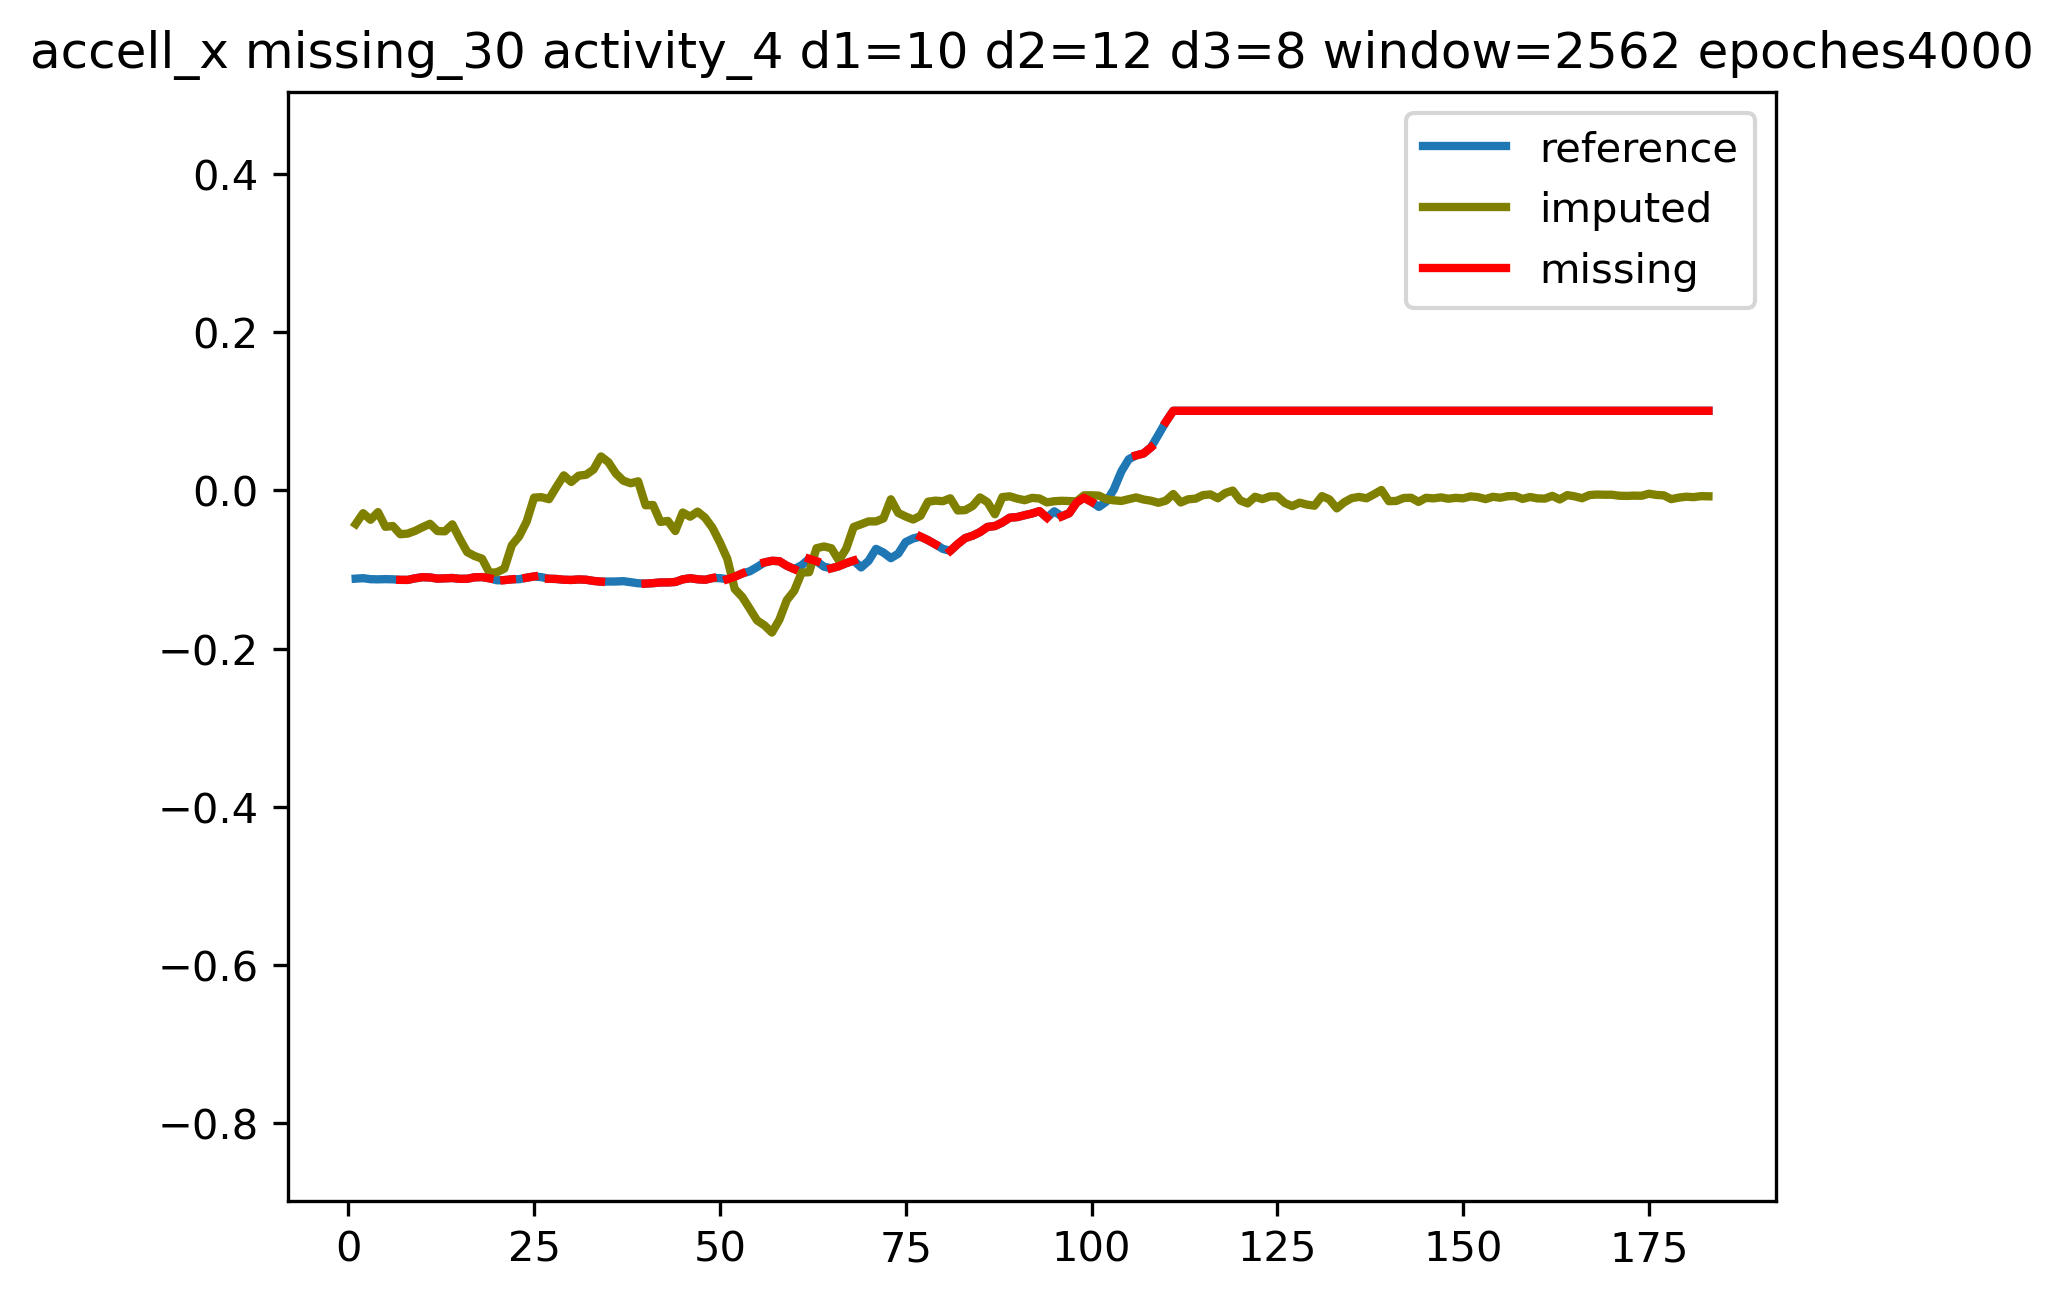 accell_x missing_30 activity_4 d1=10 d2=12 d3=8 window=2562 epoches4000
reference
imputed
missing
0.4
0.2
0.0
−0.2
−0.4
−0.6
−0.8
0 25 50 75 100 125 150 175